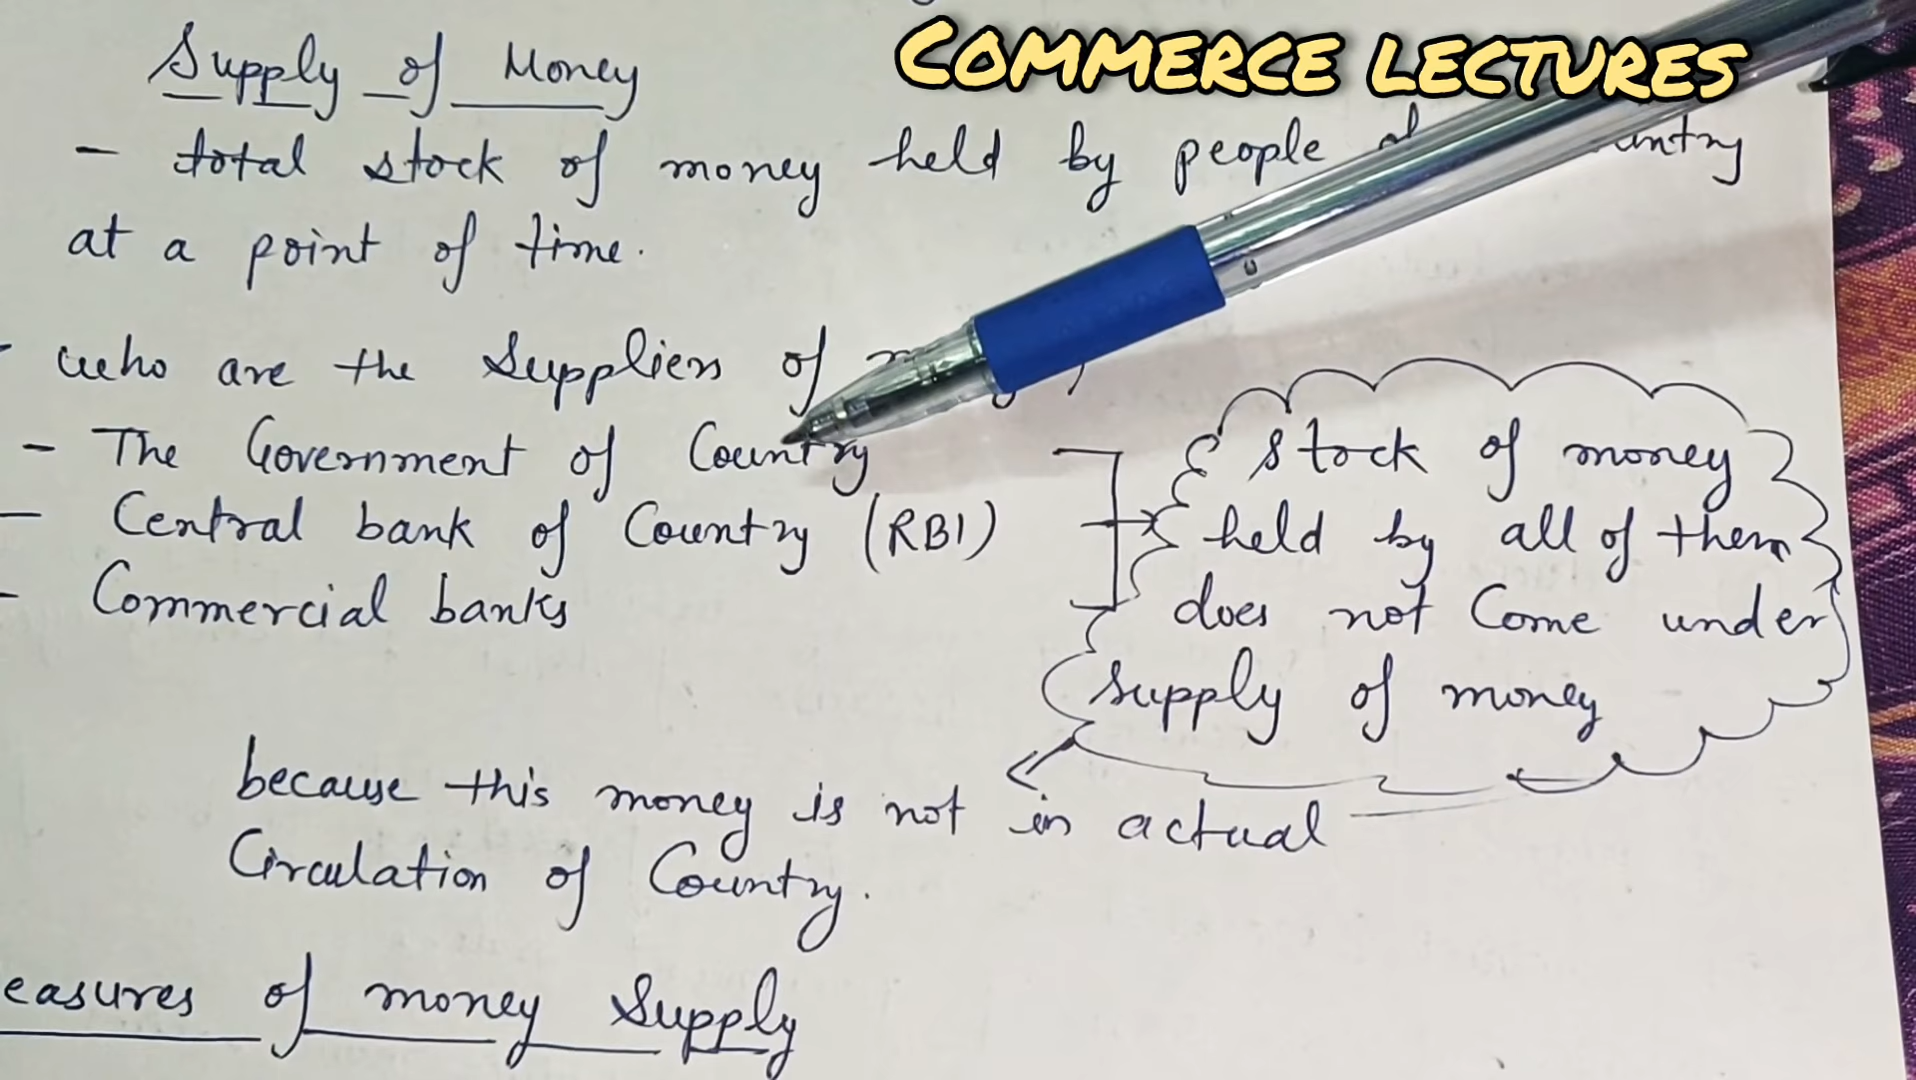 COMMERCE LECTURES
Supply of Money
- total stock of money held by people
at a point of time.
who are the Suppliers of
- The Government of Country
- Central bank of Country (RBI)
- Commercial banks
stock of money
held by all of them
does not Come under
supply of money
because this money is not in actual
Circulation of Country.
easures of money Supply